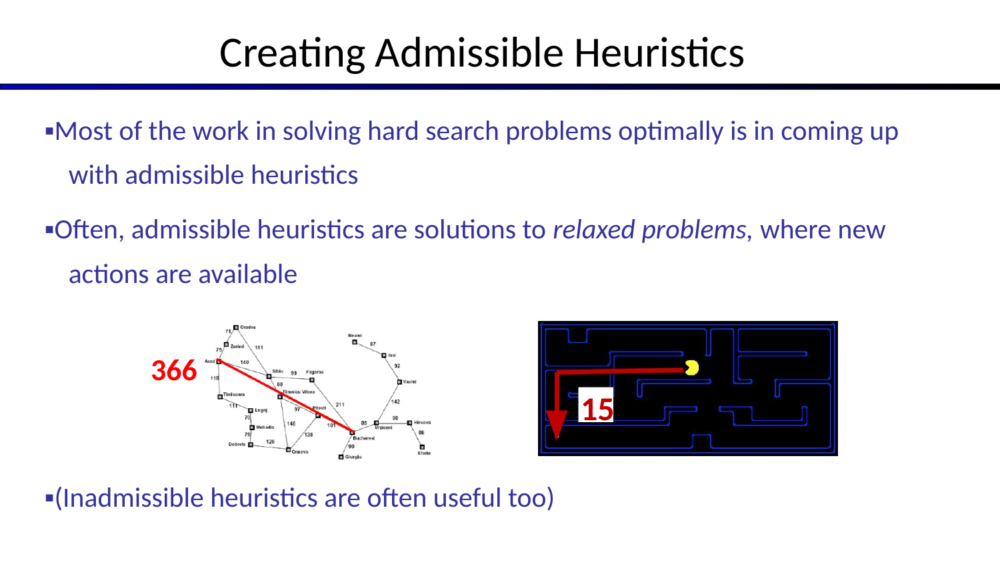 Creating Admissible Heuristics
▪Most of the work in solving hard search problems optimally is in coming up
with admissible heuristics
▪Often, admissible heuristics are solutions to relaxed problems, where new
actions are available
366
Oradea
71
Zerind
75
151
Arad
140
118
Sibiu
99
Fagaras
80
Rimnicu Vilcea
Timisoara
111
Lugoj
70
Mehadia
75
Dobreta
120
Craiova
146
97
Pitesti
138
101
211
Bucharest
90
Giurgiu
85
Urziceni
98
Hirsova
86
142
Vaslui
92
Iasi
87
Neamt
15
▪(Inadmissible heuristics are often useful too)